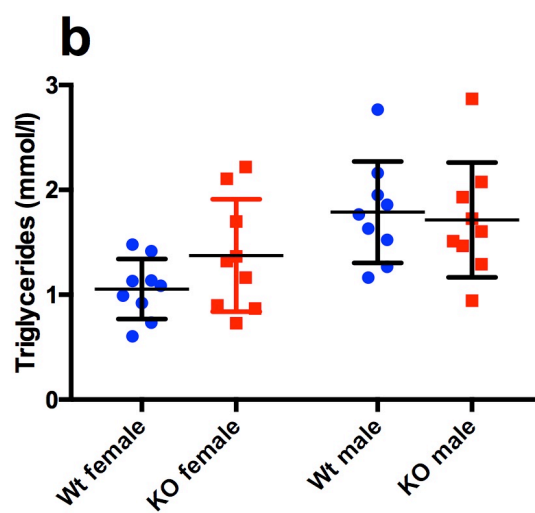 b
Triglycerides (mmol/l)
3
2
1
0
Wt female
KO female
Wt male
KO male